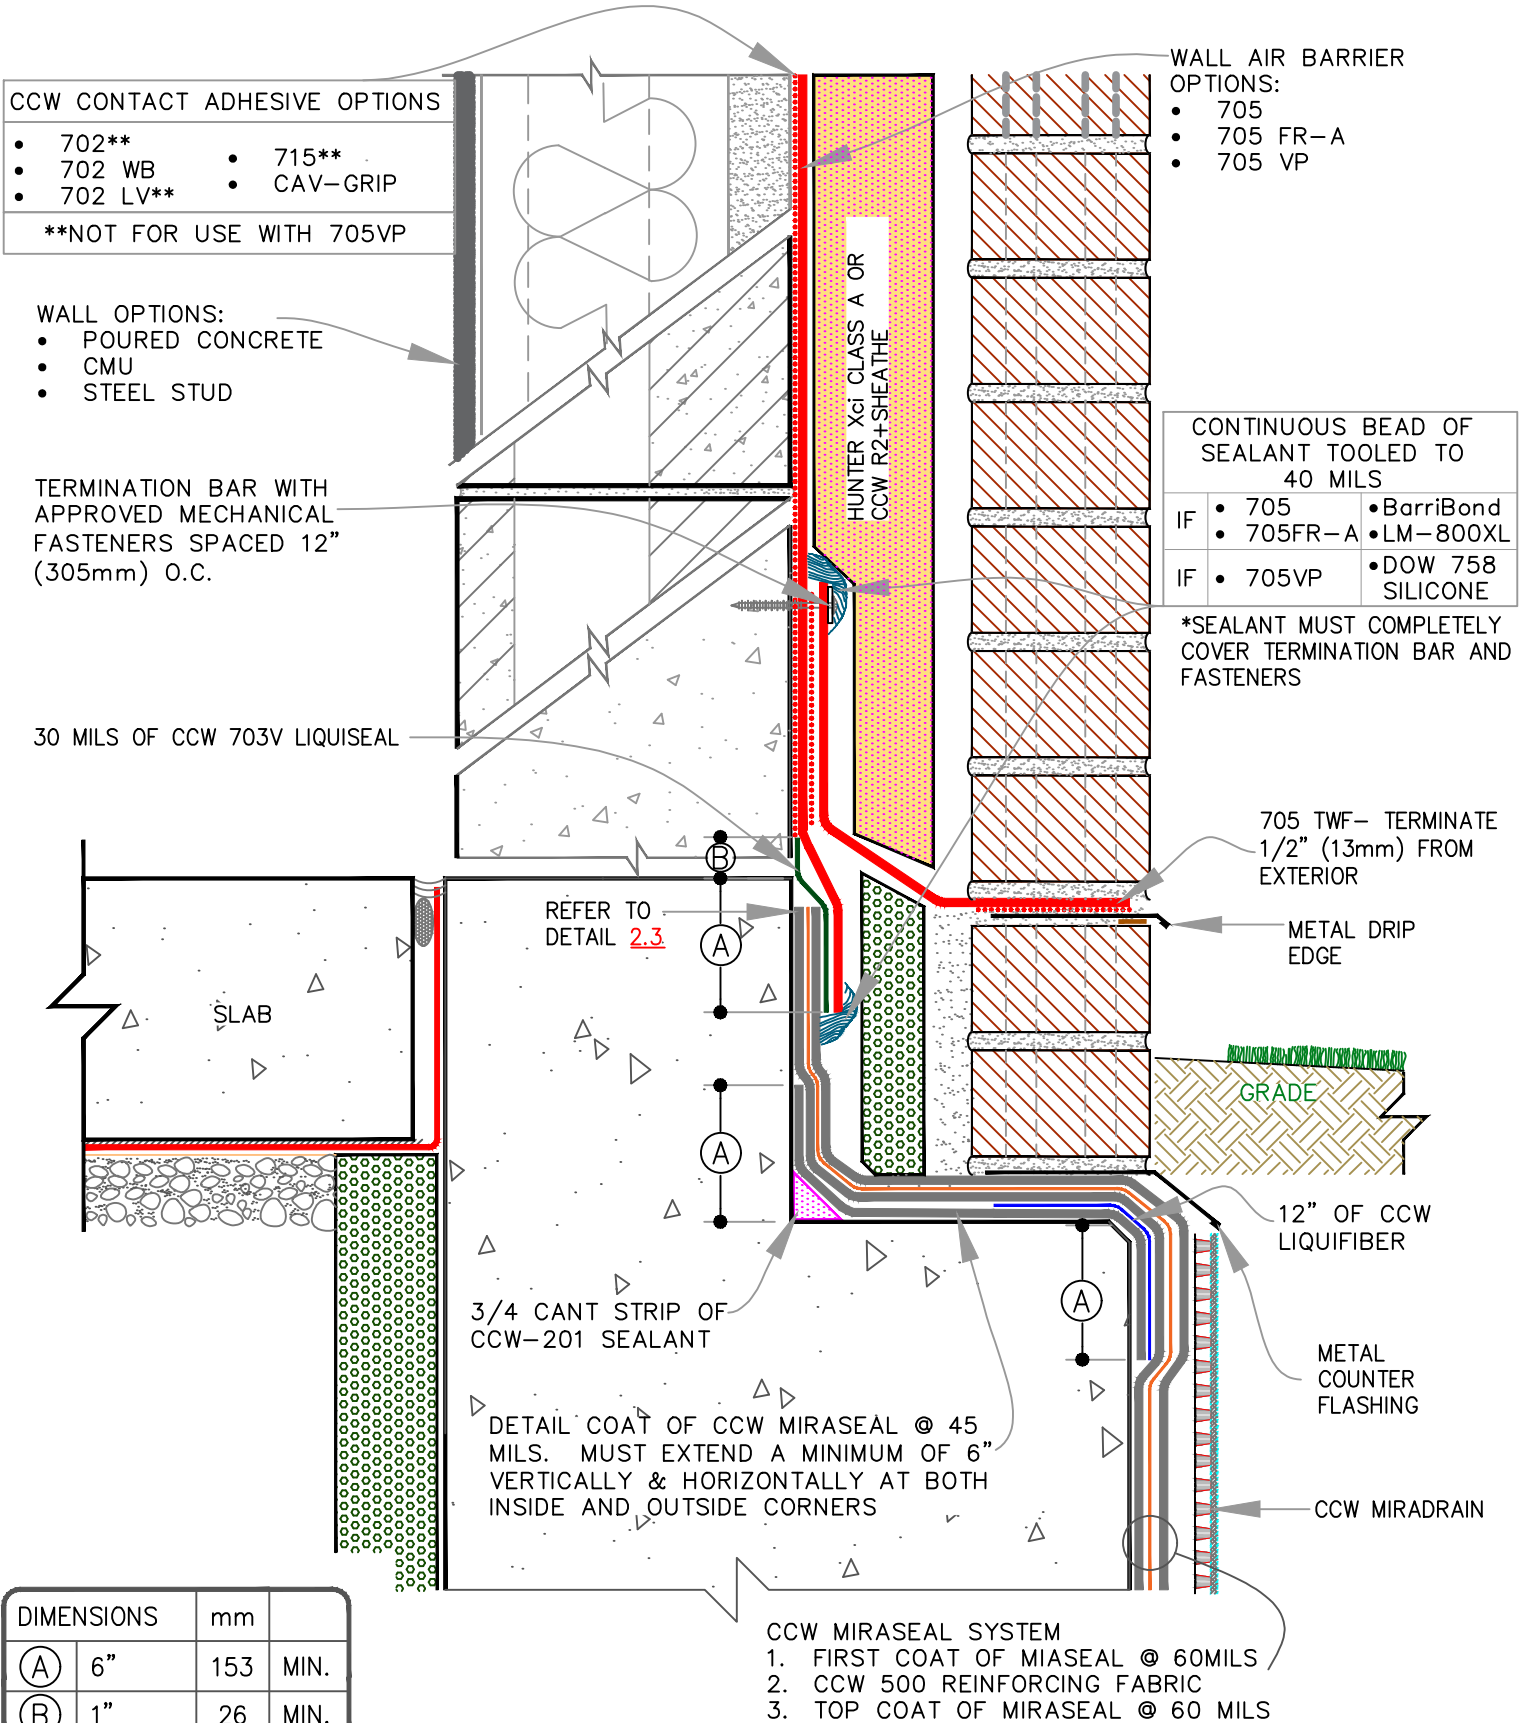 CCW CONTACT ADHESIVE OPTIONS
• 702**
• 702 WB
• 702 LV**
• 715**
• CAV-GRIP
**NOT FOR USE WITH 705VP
WALL AIR BARRIER
OPTIONS:
• 705
• 705 FR-A
• 705 VP
WALL OPTIONS:
• POURED CONCRETE
• CMU
• STEEL STUD
HUNTER Xci CLASS A OR
CCW R2+SHEATHE
TERMINATION BAR WITH
APPROVED MECHANICAL
FASTENERS SPACED 12"
(305mm) O.C.
CONTINUOUS BEAD OF
SEALANT TOOLED TO
40 MILS
IF • 705 • BarriBond
• 705FR-A • LM-800XL
IF • 705VP • DOW 758
SILICONE
*SEALANT MUST COMPLETELY
COVER TERMINATION BAR AND
FASTENERS
30 MILS OF CCW 703V LIQUISEAL
705 TWF- TERMINATE
1/2" (13mm) FROM
EXTERIOR
B
REFER TO
DETAIL 2.3
A
METAL DRIP
EDGE
SLAB
GRADE
A
12" OF CCW
LIQUIFIBER
3/4 CANT STRIP OF
CCW-201 SEALANT
A
METAL
COUNTER
FLASHING
DETAIL COAT OF CCW MIRASEAL @ 45
MILS. MUST EXTEND A MINIMUM OF 6"
VERTICALLY & HORIZONTALLY AT BOTH
INSIDE AND OUTSIDE CORNERS
CCW MIRADRAIN
DIMENSIONS mm
A 6" 153 MIN.
B 1" 26 MIN.
CCW MIRASEAL SYSTEM
1. FIRST COAT OF MIASEAL @ 60MILS
2. CCW 500 REINFORCING FABRIC
3. TOP COAT OF MIRASEAL @ 60 MILS